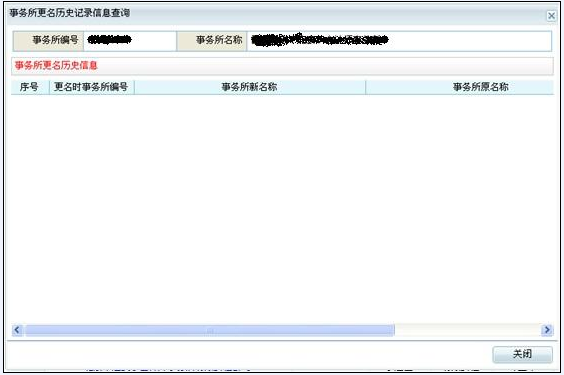 事务所更名历史记录信息查询
事务所编号 事务所名称
事务所更名历史信息
序号 更名时事务所编号 事务所新名称 事务所原名称
关闭